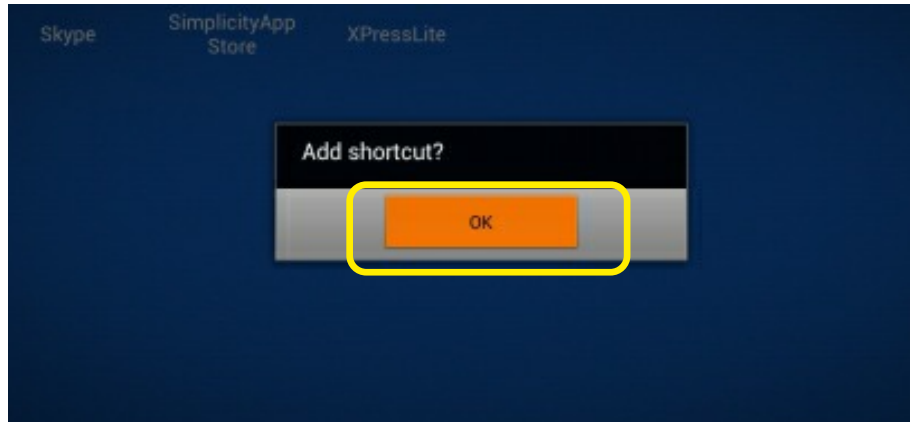 Skype
SimplicityApp
Store
XPressLite
Add shortcut?
OK